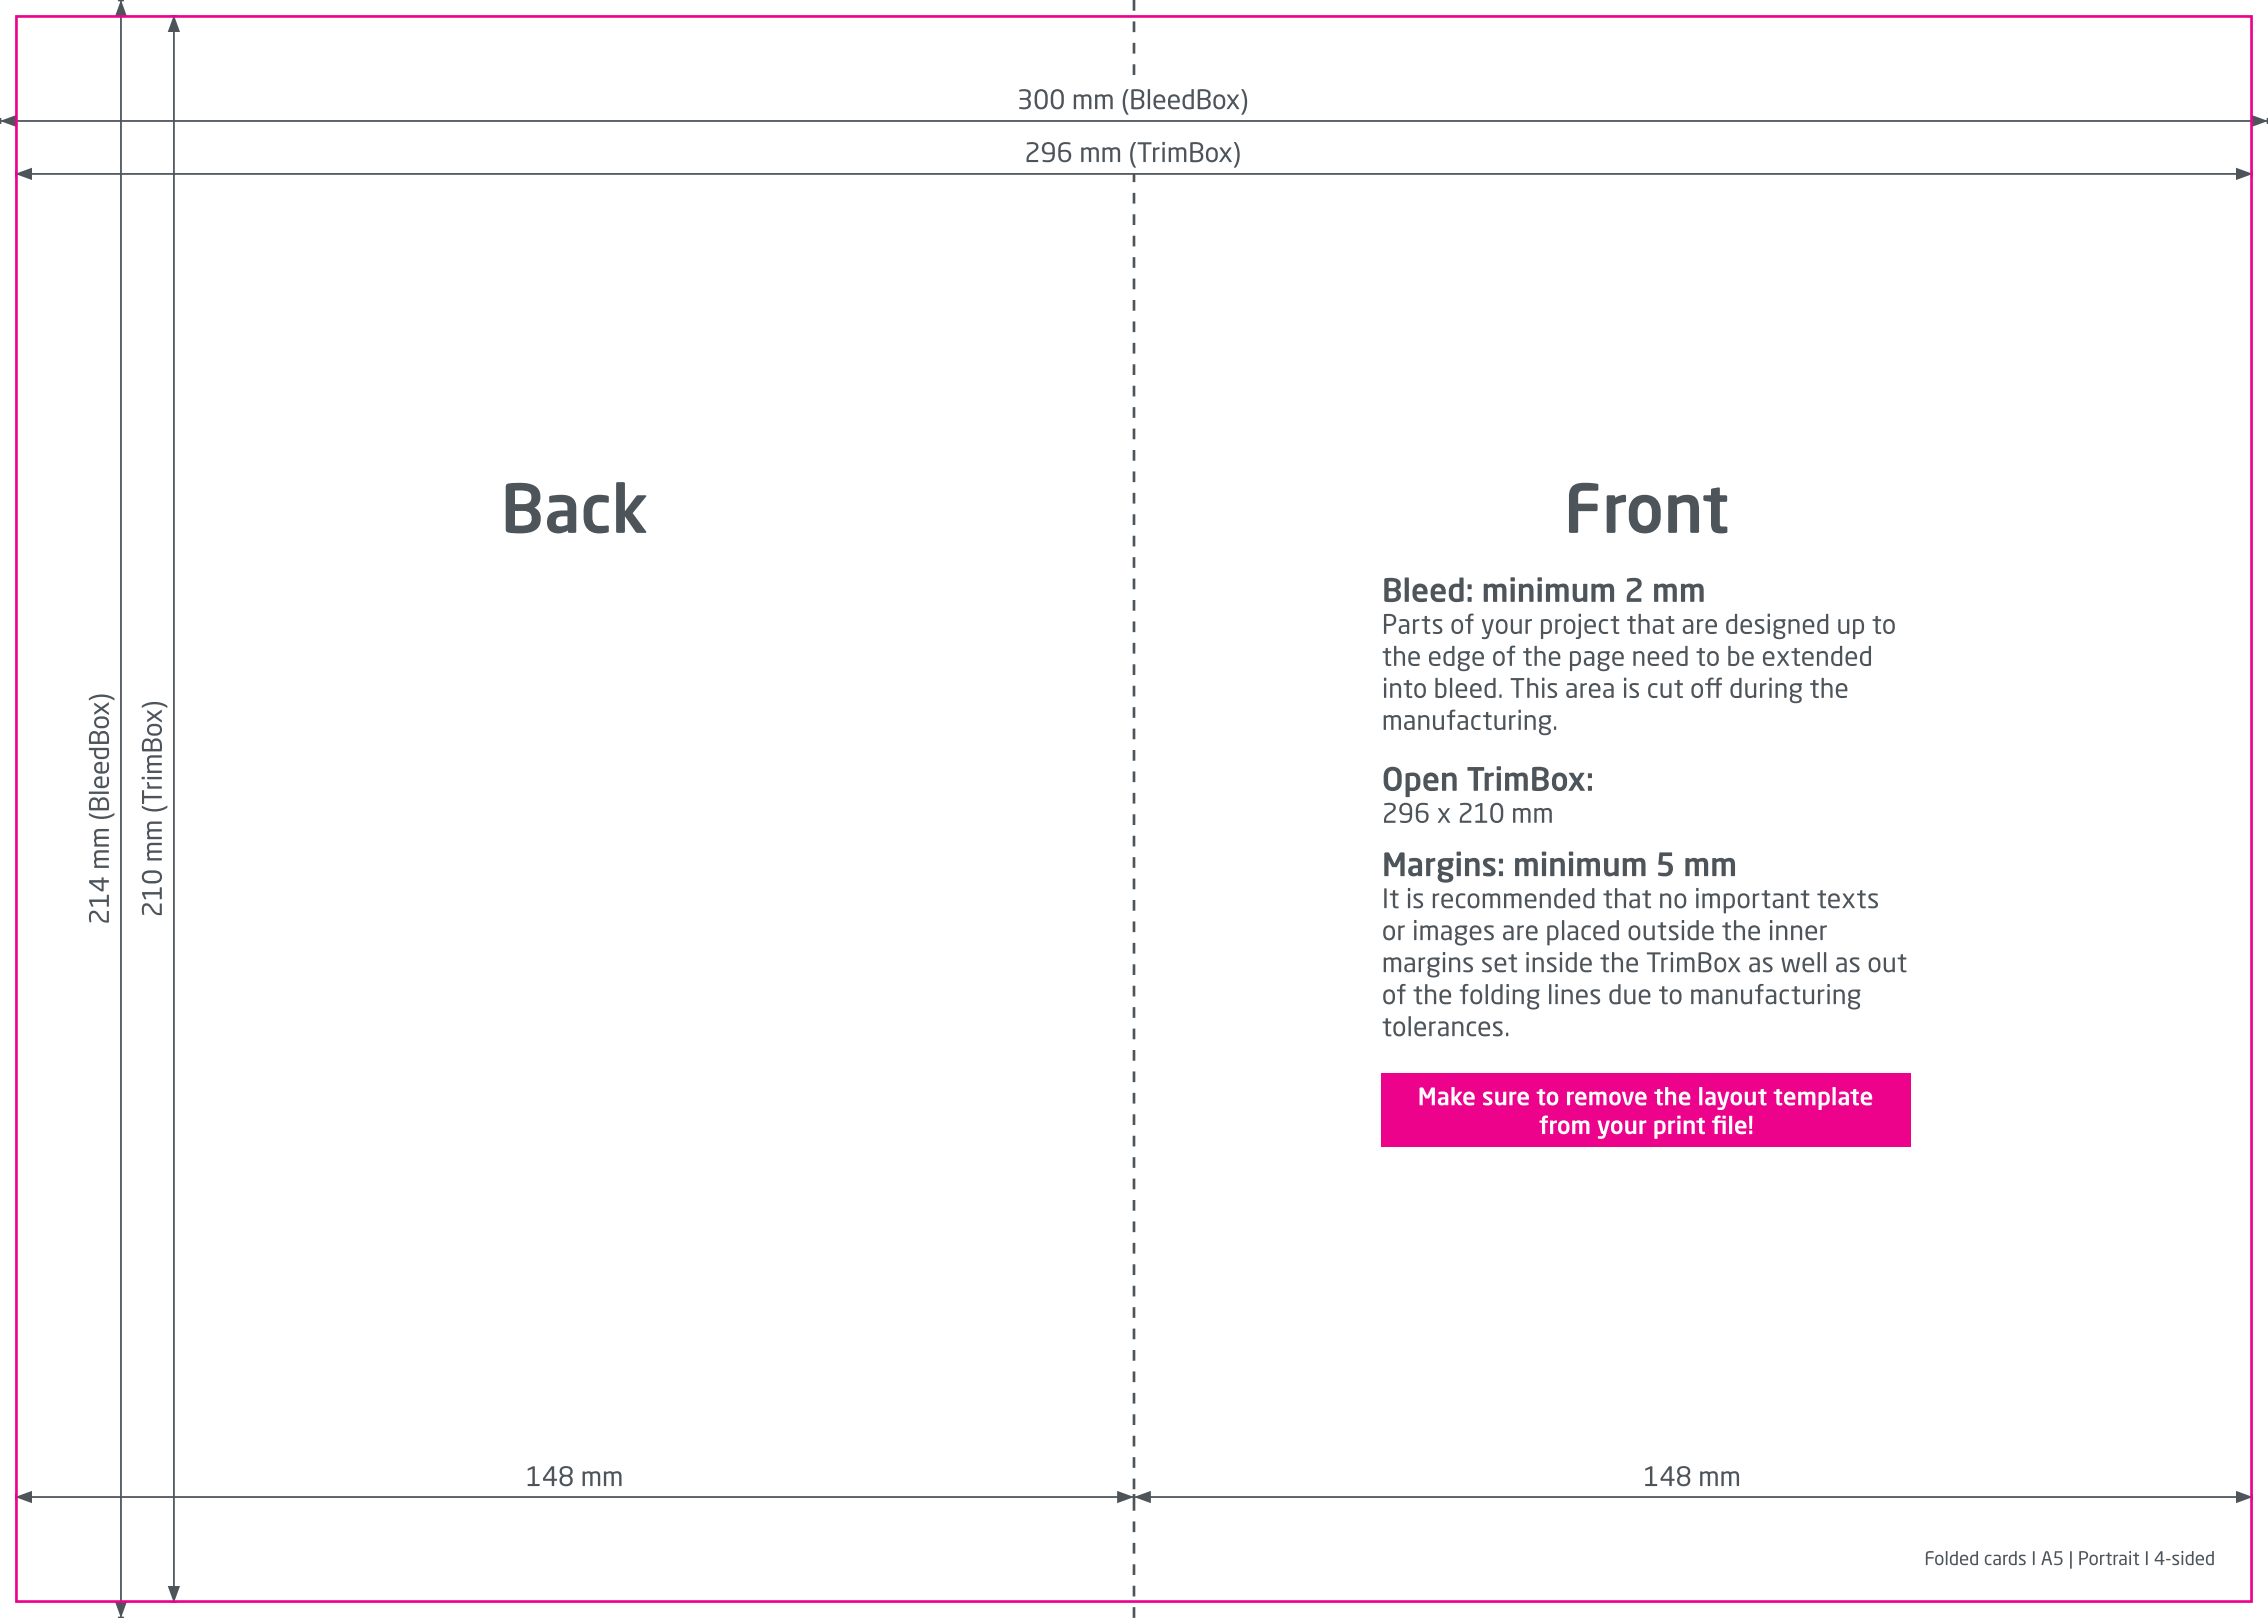 300 mm (BleedBox)
296 mm (TrimBox)
214 mm (BleedBox)
210 mm (TrimBox)
Back
Front
Bleed: minimum 2 mm
Parts of your project that are designed up to
the edge of the page need to be extended
into bleed. This area is cut off during the
manufacturing.
Open TrimBox:
296 x 210 mm
Margins: minimum 5 mm
It is recommended that no important texts
or images are placed outside the inner
margins set inside the TrimBox as well as out
of the folding lines due to manufacturing
tolerances.
Make sure to remove the layout template
from your print file!
148 mm
148 mm
Folded cards I A5 | Portrait I 4-sided